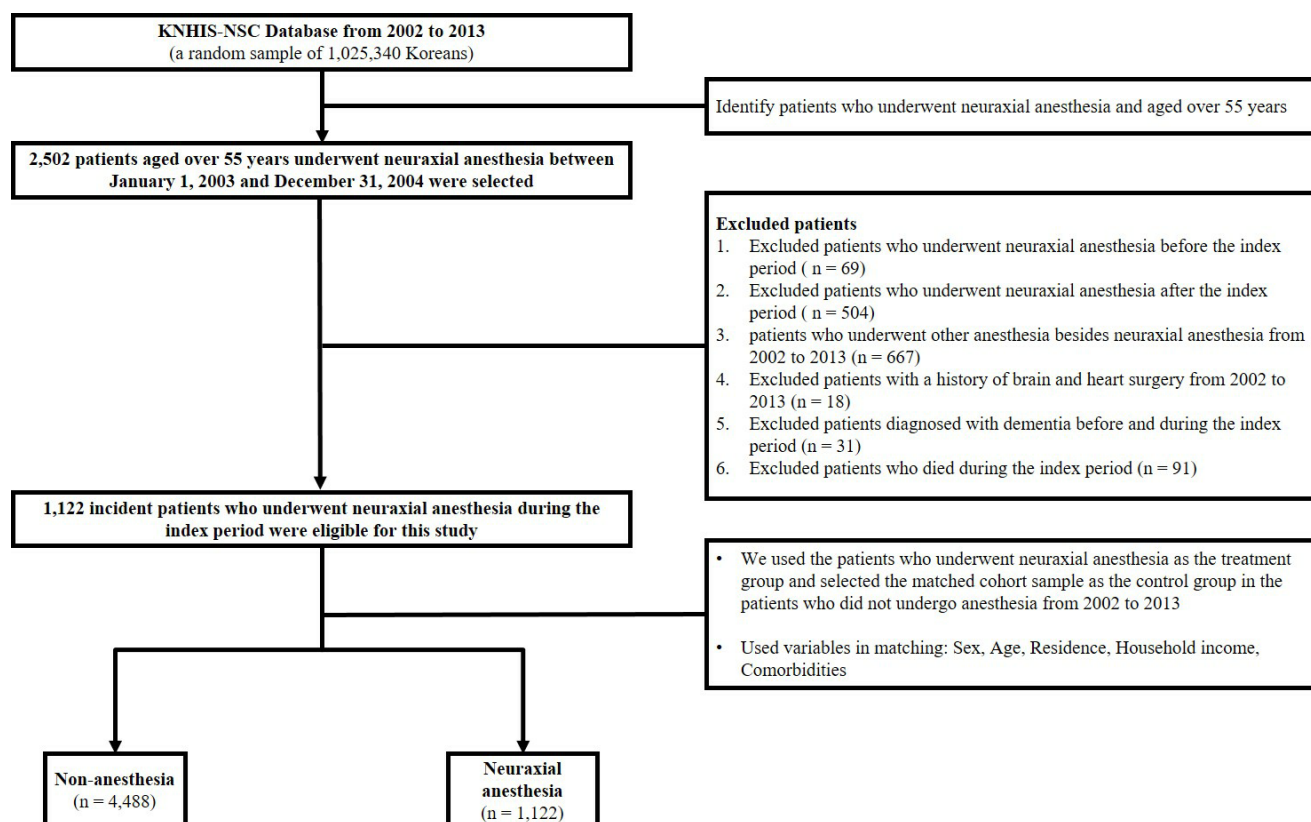 KNHIS-NSC Database from 2002 to 2013
(a random sample of 1,025,340 Koreans)
Identify patients who underwent neuraxial anesthesia and aged over 55 years
2,502 patients aged over 55 years underwent neuraxial anesthesia between
January 1, 2003 and December 31, 2004 were selected
Excluded patients
1. Excluded patients who underwent neuraxial anesthesia before the index
period ( n = 69)
2. Excluded patients who underwent neuraxial anesthesia after the index
period ( n = 504)
3. patients who underwent other anesthesia besides neuraxial anesthesia from
2002 to 2013 (n = 667)
4. Excluded patients with a history of brain and heart surgery from 2002 to
2013 (n = 18)
5. Excluded patients diagnosed with dementia before and during the index
period (n = 31)
6. Excluded patients who died during the index period (n = 91)
1,122 incident patients who underwent neuraxial anesthesia during the
index period were eligible for this study
• We used the patients who underwent neuraxial anesthesia as the treatment
group and selected the matched cohort sample as the control group in the
patients who did not undergo anesthesia from 2002 to 2013
• Used variables in matching: Sex, Age, Residence, Household income,
Comorbidities
Non-anesthesia
(n = 4,488)
Neuraxial
anesthesia
(n = 1,122)